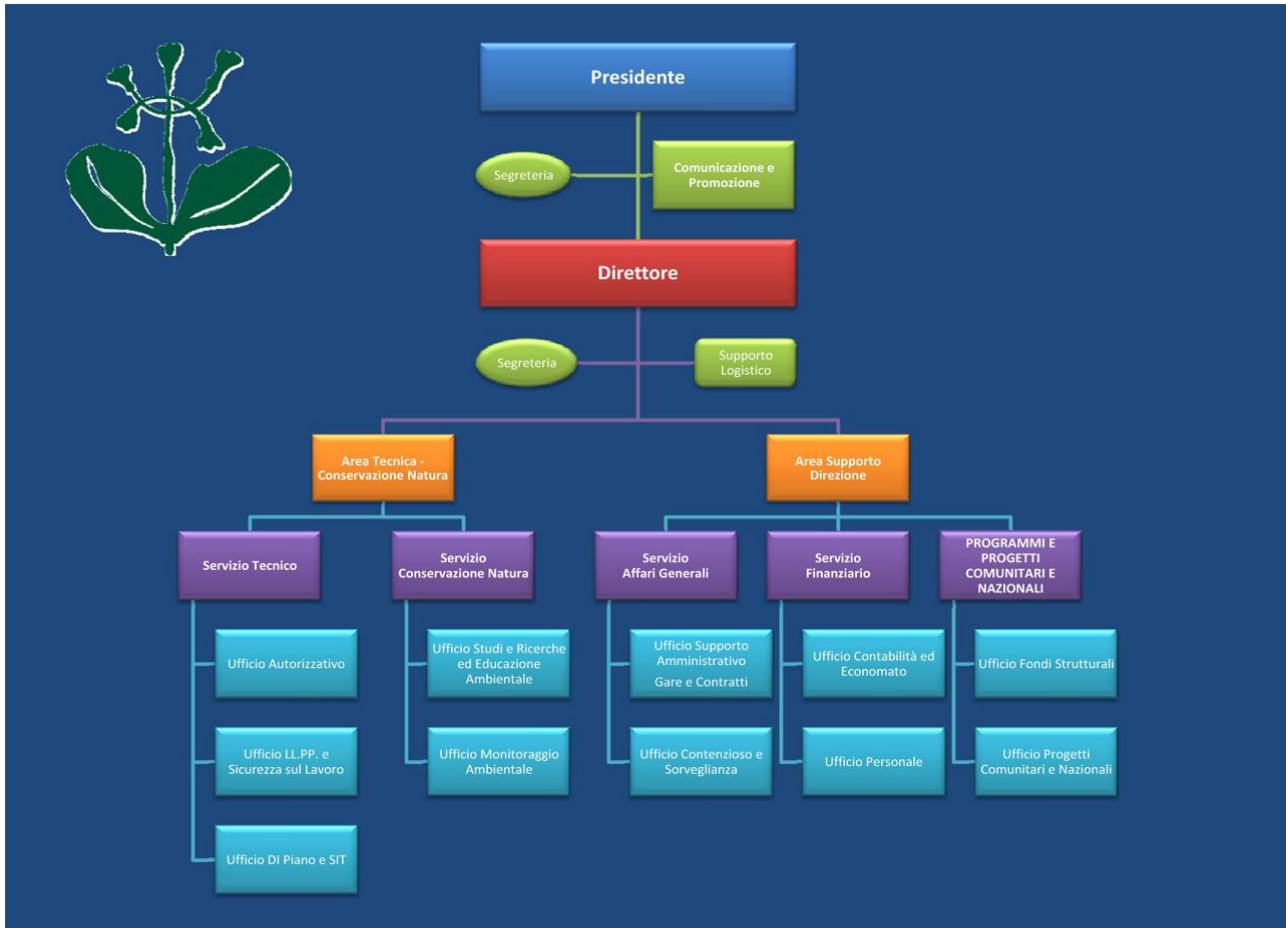 Presidente
Segreteria
Comunicazione e
Promozione
Direttore
Segreteria
Supporto
Logistico
Area Tecnica -
Conservazione Natura
Area Supporto
Direzione
Servizio Tecnico
Servizio
Conservazione Natura
Servizio
Affari Generali
Servizio
Finanziario
PROGRAMMI E
PROGETTI
COMUNITARI E
NAZIONALI
Ufficio Autorizzativo
Ufficio Studi e Ricerche
ed Educazione
Ambientale
Ufficio Supporto
Amministrativo
Gare e Contratti
Ufficio Contabilità ed
Economato
Ufficio Fondi Strutturali
Ufficio LL.PP. e
Sicurezza sul Lavoro
Ufficio Monitoraggio
Ambientale
Ufficio Contenzioso e
Sorveglianza
Ufficio Personale
Ufficio Progetti
Comunitari e Nazionali
Ufficio DI Piano e SIT